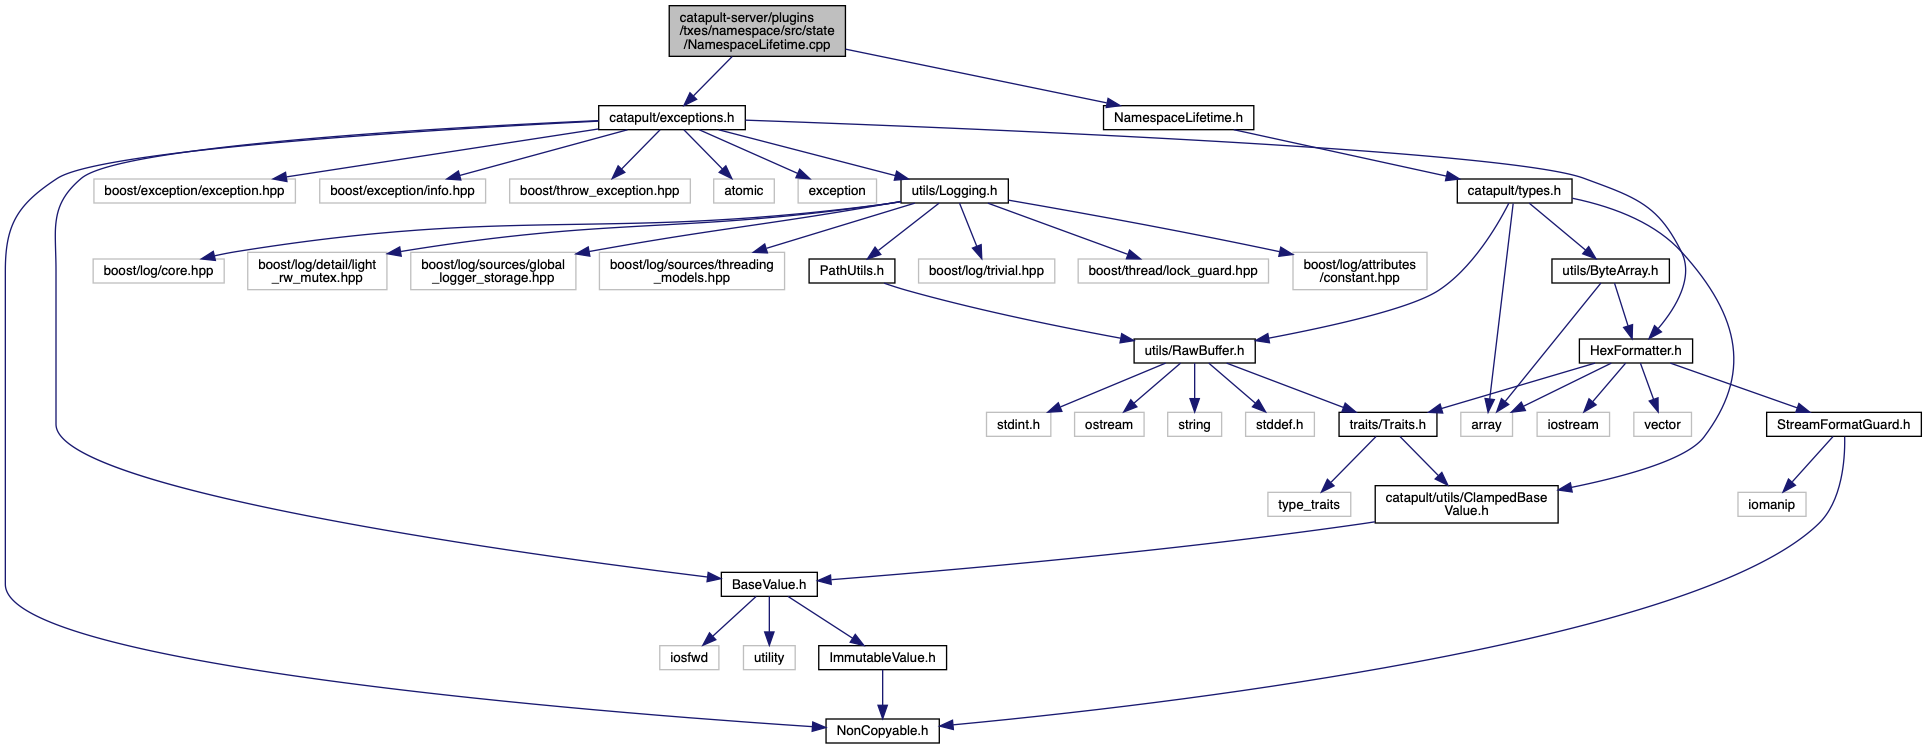 catapult-server/plugins
/txes/namespace/src/state
/NamespaceLifetime.cpp
catapult/exceptions.h
NamespaceLifetime.h
boost/exception/exception.hpp
boost/exception/info.hpp
boost/throw_exception.hpp
atomic
exception
utils/Logging.h
catapult/types.h
boost/log/core.hpp
boost/log/detail/light
_rw_mutex.hpp
boost/log/sources/global
_logger_storage.hpp
boost/log/sources/threading
_models.hpp
PathUtils.h
boost/log/trivial.hpp
boost/thread/lock_guard.hpp
boost/log/attributes
/constant.hpp
utils/ByteArray.h
utils/RawBuffer.h
HexFormatter.h
stdint.h
ostream
string
stddef.h
traits/Traits.h
array
iostream
vector
StreamFormatGuard.h
type_traits
catapult/utils/ClampedBase
Value.h
iomanip
BaseValue.h
iosfwd
utility
ImmutableValue.h
NonCopyable.h